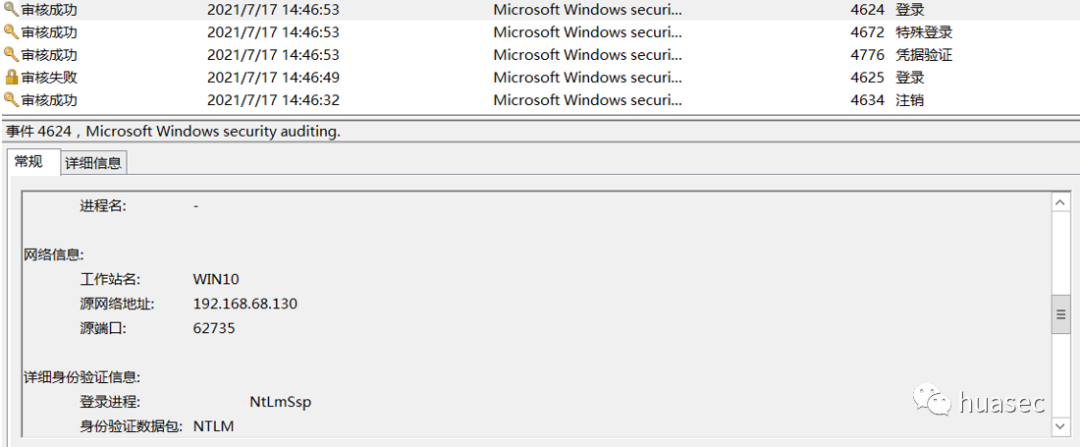 审核成功 2021/7/17 14:46:53 Microsoft Windows securi... 4624 登录
审核成功 2021/7/17 14:46:53 Microsoft Windows securi... 4672 特殊登录
审核成功 2021/7/17 14:46:53 Microsoft Windows securi... 4776 凭据验证
审核失败 2021/7/17 14:46:49 Microsoft Windows securi... 4625 登录
审核成功 2021/7/17 14:46:32 Microsoft Windows securi... 4634 注销
事件 4624，Microsoft Windows security auditing.
常规 详细信息
进程名: -
网络信息:
工作站名: WIN10
源网络地址: 192.168.68.130
源端口: 62735
详细身份验证信息:
登录进程: NtLmSsp
身份验证数据包: NTLM
huasec